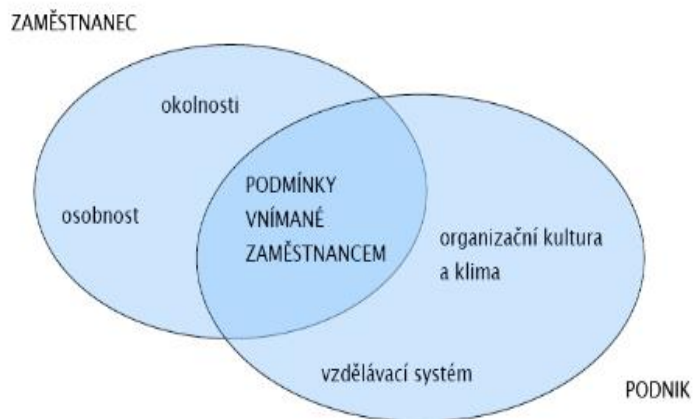 ZAMĚSTNANEC
okolnosti
osobnost
PODMÍNKY
VNÍMANÉ
ZAMĚSTNANCEM
organizační kultura
a klima
vzdělávací systém
PODNIK